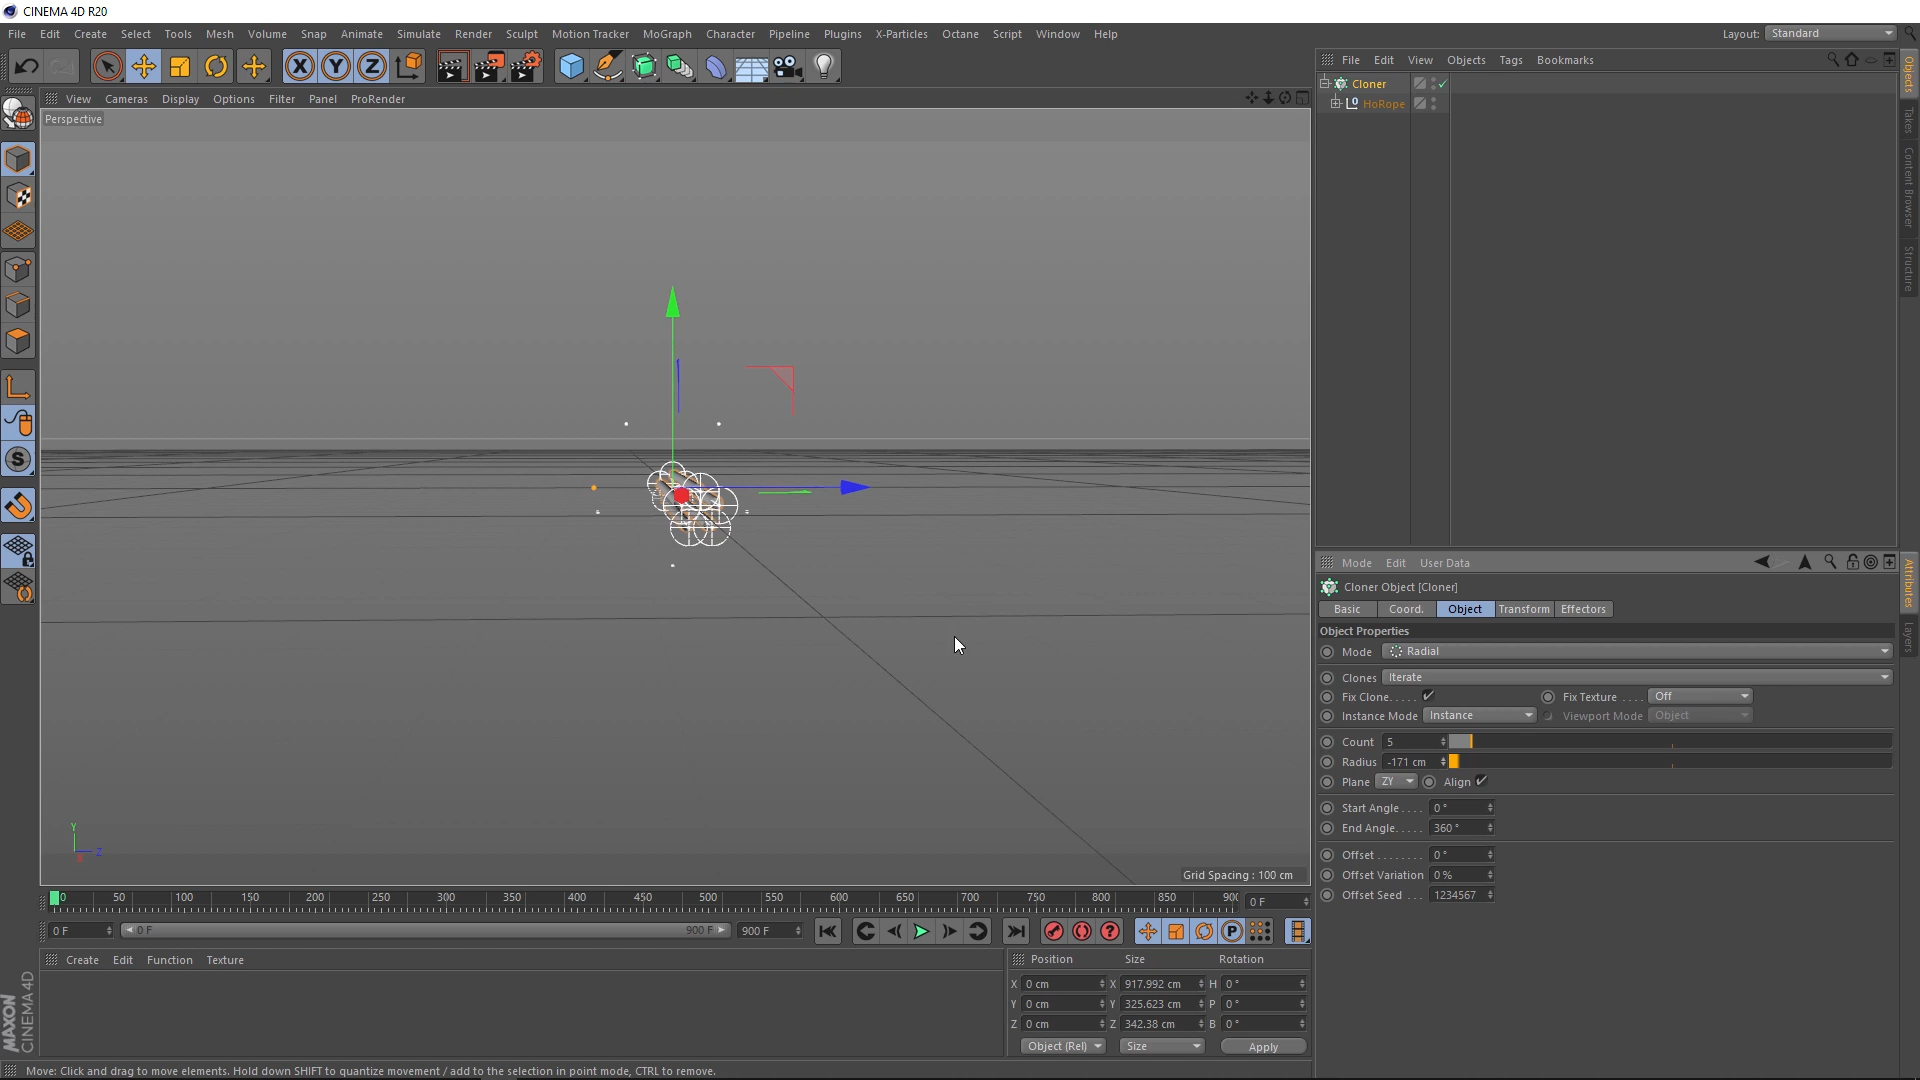 CINEMA 4D R20
File Edit Create Select Tools Mesh Volume Snap Animate Simulate Render Sculpt Motion Tracker MoGraph Character Pipeline Plugins X-Particles Octane Script Window Help
Layout: Standard
View Cameras Display Options Filter Panel ProRender
Perspective
Grid Spacing : 100 cm
Y
Z
X
File Edit View Objects Tags Bookmarks
Cloner
HoRope
Objects
Takes
Content Browser
Structure
Mode Edit User Data
Cloner Object [Cloner]
Basic Coord. Object Transform Effectors
Object Properties
Mode Radial
Clones Iterate
Fix Clone..... Fix Texture .... Off
Instance Mode Instance Viewport Mode Object
Count 5
Radius -171 cm
Plane ZY Align
Start Angle.... 0 °
End Angle..... 360 °
Offset ........ 0 °
Offset Variation 0 %
Offset Seed ... 1234567
Attributes
Layers
0 50 100 150 200 250 300 350 400 450 500 550 600 650 700 750 800 850 900
0 F
0 F 0 F 900 F 900 F
Create Edit Function Texture
Position Size Rotation
X 0 cm X 917.992 cm H 0 °
Y 0 cm Y 325.623 cm P 0 °
Z 0 cm Z 342.38 cm B 0 °
Object (Rel) Size Apply
MAXON
CINEMA 4D
Move: Click and drag to move elements. Hold down SHIFT to quantize movement / add to the selection in point mode, CTRL to remove.